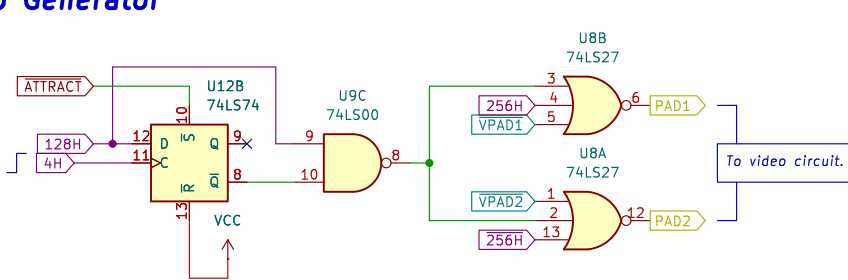 Generator
U8B
74LS27
ATTRACT
U12B
74LS74
U9C
74LS00
3
256H 4
VPAD1 5
6 PAD1
10
S
128H 12 D
Q 9
4H 11 C
Q 8
R
13
VCC
9
10
8
To video circuit.
U8A
74LS27
VPAD2 1
2
256H 13
12 PAD2